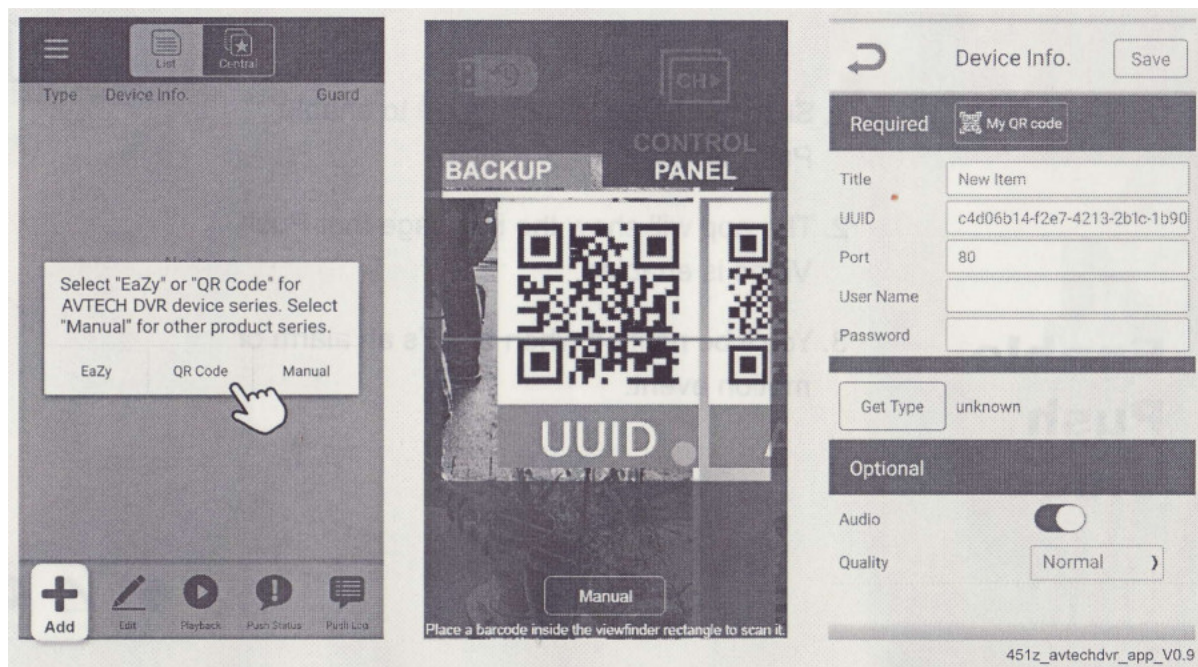 List
Central
Type Device Info. Guard
Select "EaZy" or "QR Code" for
AVTECH DVR device series. Select
"Manual" for other product series.
EaZy QR Code Manual
Add
Edit
Playback
Push Status
Push Log
CH
CONTROL
BACKUP PANEL
UUID
A
Manual
Place a barcode inside the viewfinder rectangle to scan it.
Device Info. Save
Required My QR code
Title New Item
UUID c4d06b14-f2e7-4213-2b1c-1b90
Port 80
User Name
Password
Get Type unknown
Optional
Audio
Quality Normal
451z_avtechdvr_app_V0.9